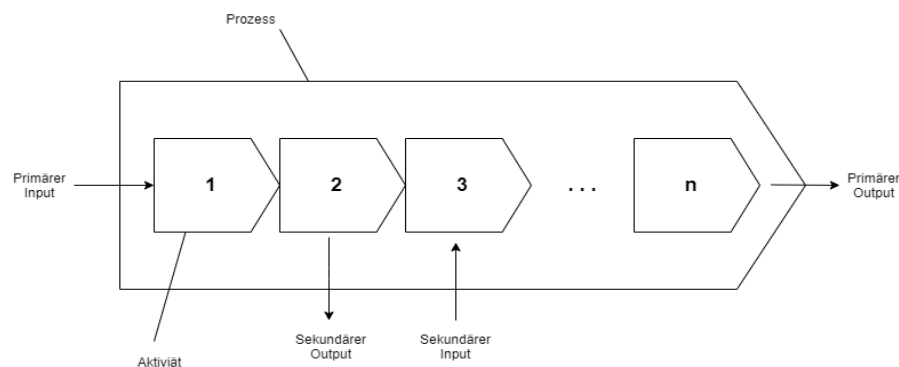 Prozess
Primärer
Input
1
2
3
. . .
n
Primärer
Output
Sekundärer
Output
Sekundärer
Input
Aktiviät